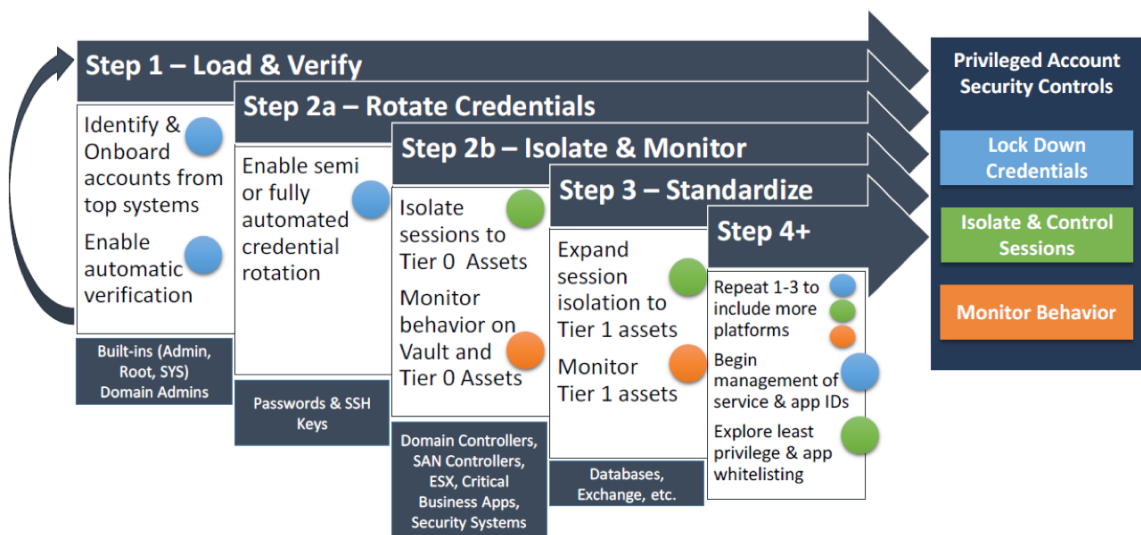 Step 1 – Load & Verify
Identify &
Onboard
accounts from
top systems
Enable
automatic
verification
Built-ins (Admin,
Root, SYS)
Domain Admins
Step 2a – Rotate Credentials
Enable semi
or fully
automated
credential
rotation
Passwords & SSH
Keys
Step 2b – Isolate & Monitor
Isolate
sessions to
Tier 0 Assets
Monitor
behavior on
Vault and
Tier 0 Assets
Domain Controllers,
SAN Controllers,
ESX, Critical
Business Apps,
Security Systems
Step 3 – Standardize
Expand
session
isolation to
Tier 1 assets
Monitor
Tier 1 assets
Databases,
Exchange, etc.
Step 4+
Repeat 1-3 to
include more
platforms
Begin
management of
service & app IDs
Explore least
privilege & app
whitelisting
Privileged Account
Security Controls
Lock Down
Credentials
Isolate & Control
Sessions
Monitor Behavior